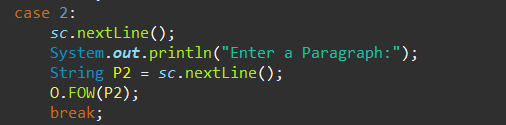 case 2:
sc.nextLine();
System.out.println("Enter a Paragraph:");
String P2 = sc.nextLine();
O.FOW(P2);
break;